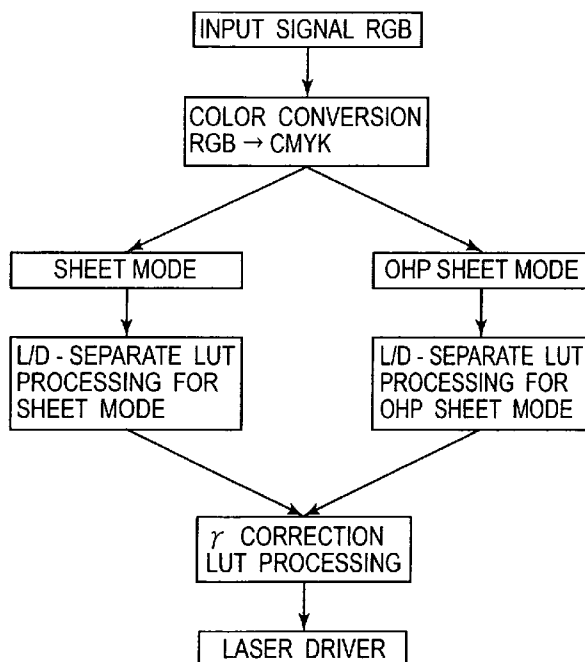 INPUT SIGNAL RGB
COLOR CONVERSION
RGB → CMYK
SHEET MODE
OHP SHEET MODE
L/D - SEPARATE LUT
PROCESSING FOR
SHEET MODE
L/D - SEPARATE LUT
PROCESSING FOR
OHP SHEET MODE
γ CORRECTION
LUT PROCESSING
LASER DRIVER